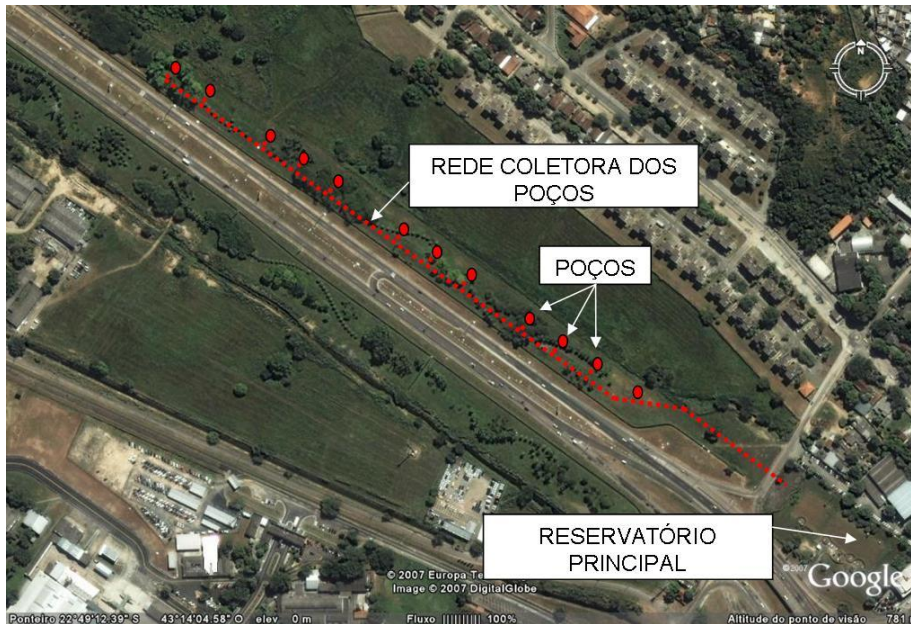 N
REDE COLETORA DOS
POÇOS
POÇOS
RESERVATÓRIO
PRINCIPAL
© 2007 Europa Te
Image © 2007 DigitalGlobe
©2007
Google
Ponteiro 22°49'12.39" S 43°14'04.58" O elev 0 m Fluxo |||||||||| 100% Altitude do ponto de visão 781